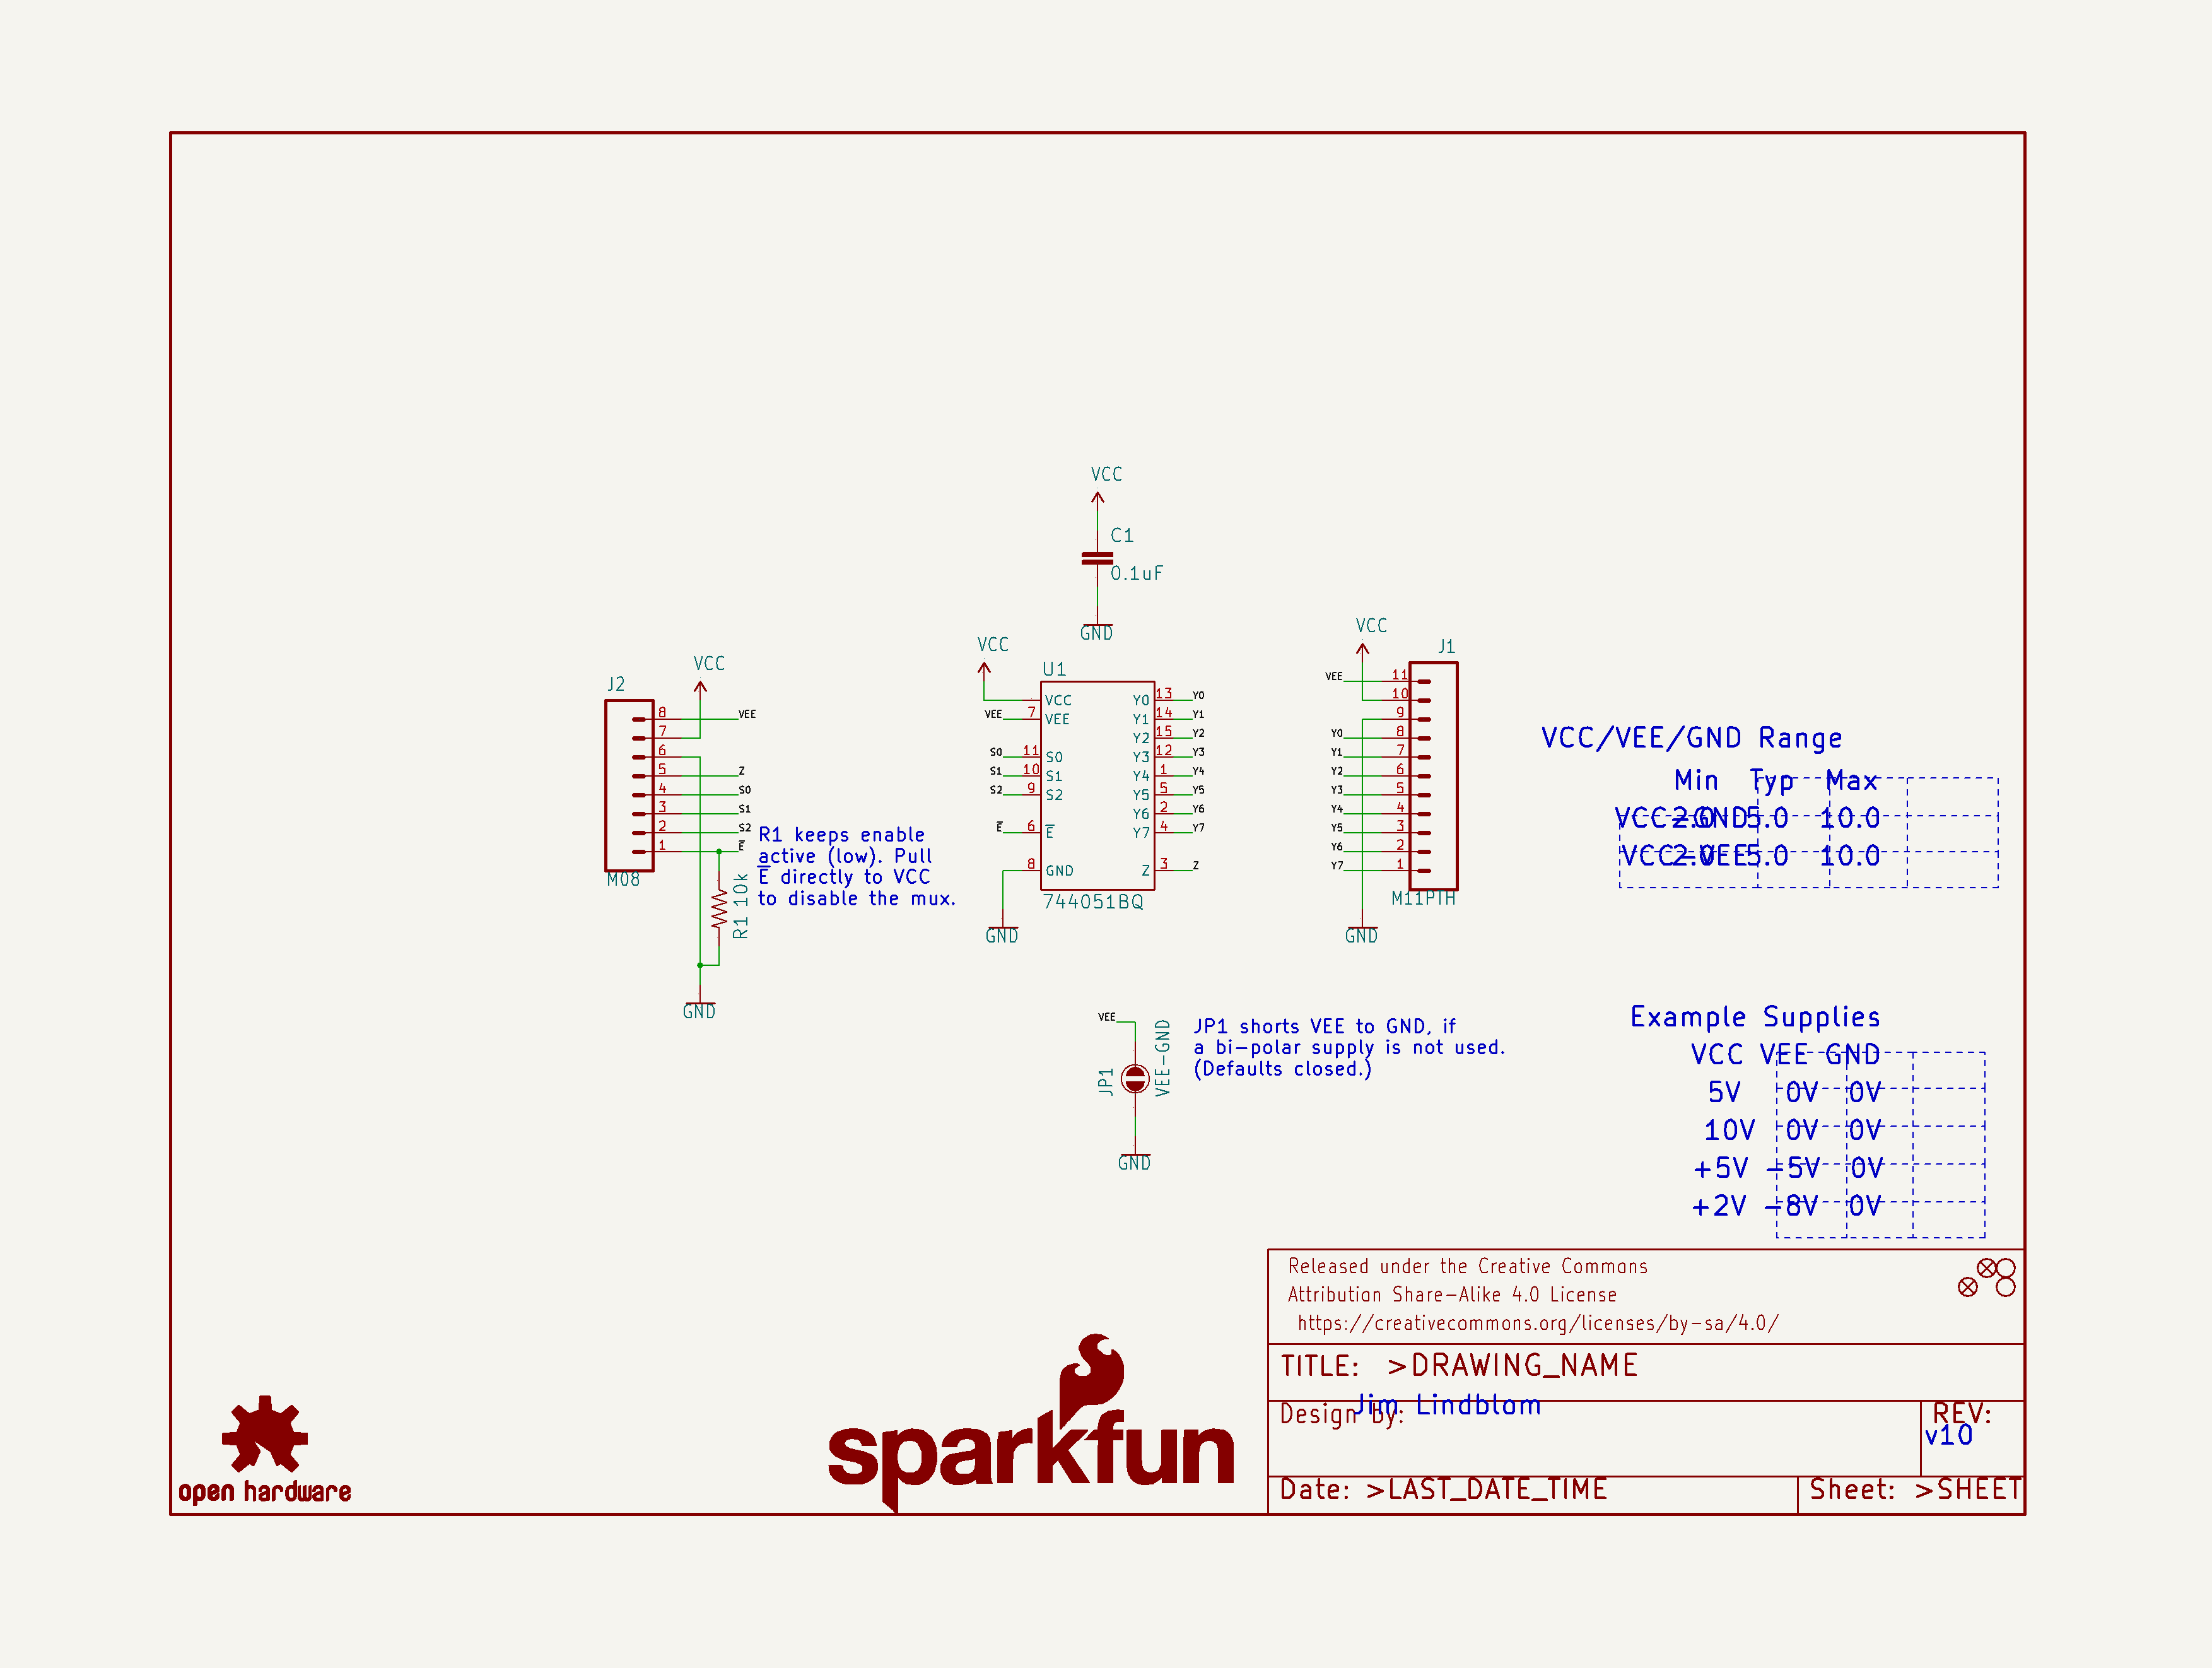 VCC
C1
0.1uF
GND
VCC
J2
8
VEE
7
6
5
Z
4
S0
3
S1
2
S2
1
E̅
M08
R1 10k
GND
R1 keeps enable
active (low). Pull
E̅ directly to VCC
to disable the mux.
VCC
U1
VCC
VEE 7 VEE
S0 11 S0
S1 10 S1
S2 9 S2
E̅ 6 E̅
8 GND
Y0 13 Y0
Y1 14 Y1
Y2 15 Y2
Y3 12 Y3
Y4 1 Y4
Y5 5 Y5
Y6 2 Y6
Y7 4 Y7
Z 3 Z
744051BQ
GND
VCC
J1
VEE 11
10
9
Y0 8
Y1 7
Y2 6
Y3 5
Y4 4
Y5 3
Y6 2
Y7 1
M11PTH
GND
VEE
JP1
VEE-GND
GND
JP1 shorts VEE to GND, if
a bi-polar supply is not used.
(Defaults closed.)
VCC/VEE/GND Range
Min Typ Max
VCC-GND 2.0 5.0 10.0
VCC-VEE 2.0 5.0 10.0
Example Supplies
VCC VEE GND
5V 0V 0V
10V 0V 0V
+5V -5V 0V
+2V -8V 0V
Released under the Creative Commons
Attribution Share-Alike 4.0 License
https://creativecommons.org/licenses/by-sa/4.0/
TITLE: >DRAWING_NAME
Design by: Jim Lindblom
REV:
v10
Date: >LAST_DATE_TIME
Sheet: >SHEET
open hardware
sparkfun